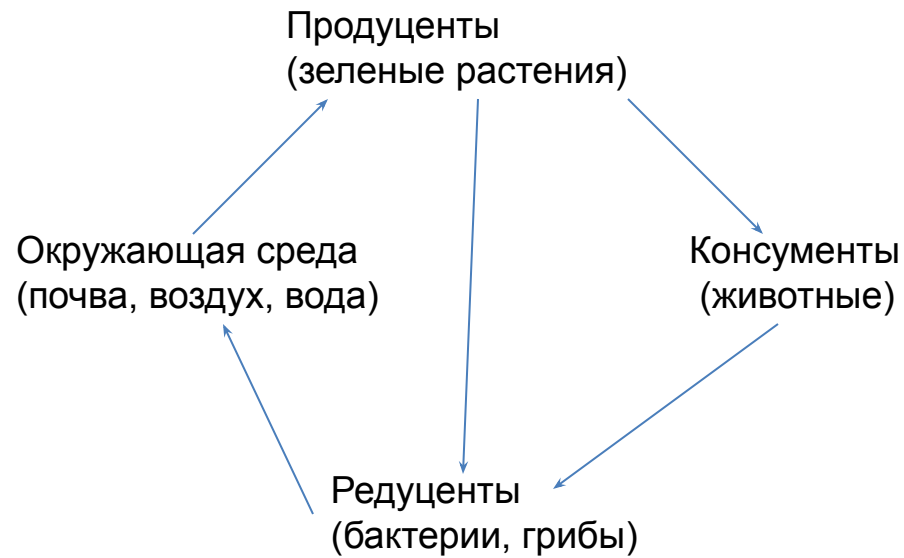 Продуценты
(зеленые растения)
Окружающая среда
(почва, воздух, вода)
Консументы
(животные)
Редуценты
(бактерии, грибы)